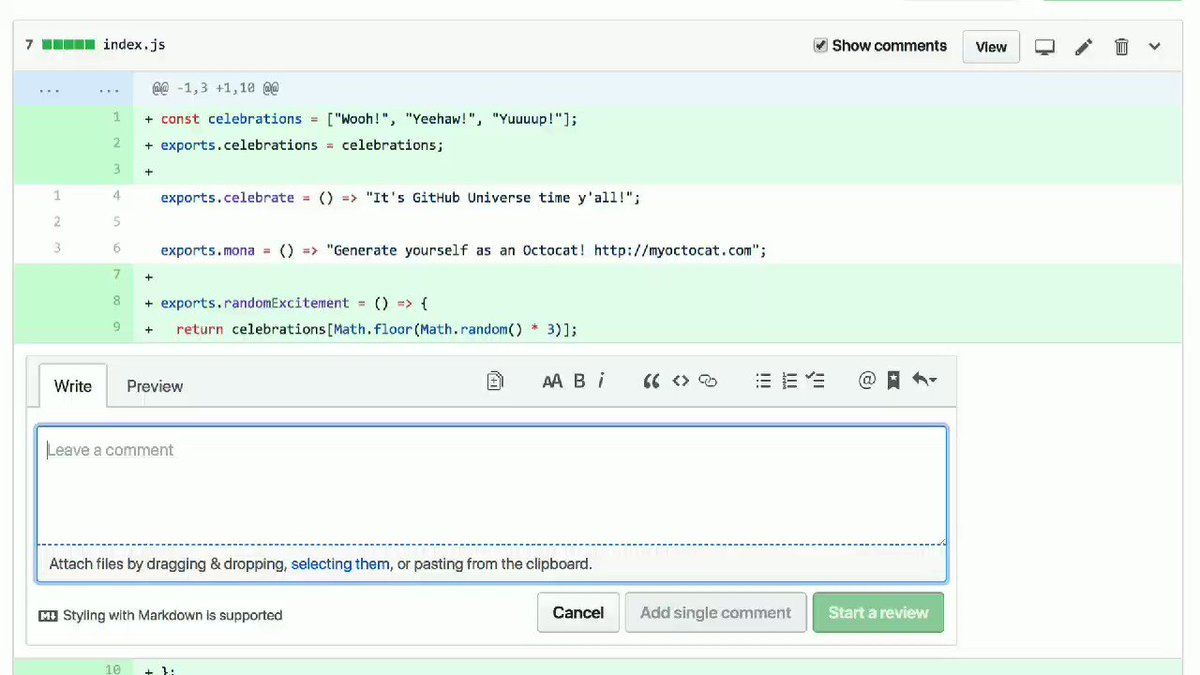 7 index.js Show comments View
... ... @@ -1,3 +1,10 @@
1 + const celebrations = ["Wooh!", "Yeehaw!", "Yuuuup!"];
2 + exports.celebrations = celebrations;
3 +
1 4 exports.celebrate = () => "It's GitHub Universe time y'all!";
2 5
3 6 exports.mona = () => "Generate yourself as an Octocat! http://myoctocat.com";
7 +
8 + exports.randomExcitement = () => {
9 + return celebrations[Math.floor(Math.random() * 3)];
Write Preview AA B i “ <> @
Leave a comment
Attach files by dragging & dropping, selecting them, or pasting from the clipboard.
Styling with Markdown is supported Cancel Add single comment Start a review
10 + };